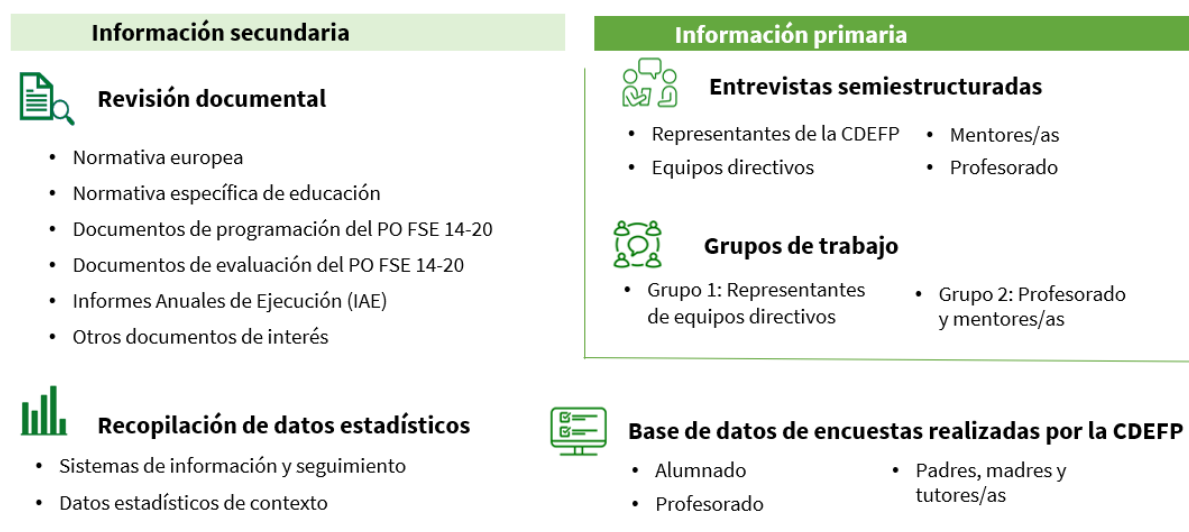 Información secundaria
Revisión documental
• Normativa europea
• Normativa específica de educación
• Documentos de programación del PO FSE 14-20
• Documentos de evaluación del PO FSE 14-20
• Informes Anuales de Ejecución (IAE)
• Otros documentos de interés
Recopilación de datos estadísticos
• Sistemas de información y seguimiento
• Datos estadísticos de contexto
Información primaria
Entrevistas semiestructuradas
• Representantes de la CDEFP
• Equipos directivos
• Mentores/as
• Profesorado
Grupos de trabajo
• Grupo 1: Representantes
de equipos directivos
• Grupo 2: Profesorado
y mentores/as
Base de datos de encuestas realizadas por la CDEFP
• Alumnado
• Profesorado
• Padres, madres y
tutores/as